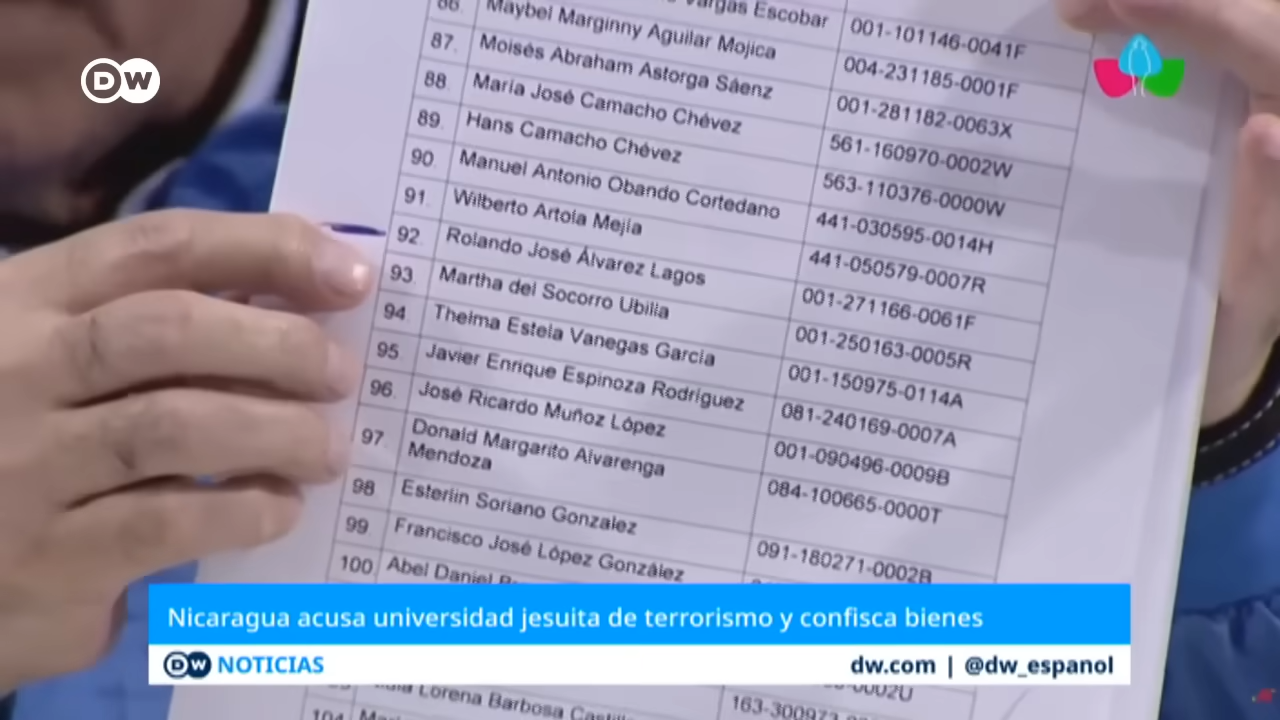 DW
86. Maybel Marginny Aguilar Mojica 004-231185-0001F
Vargas Escobar 001-101146-0041F
87. Moisés Abraham Astorga Sáenz 001-281182-0063X
88. María José Camacho Chévez 561-160970-0002W
89. Hans Camacho Chévez 563-110376-0000W
90. Manuel Antonio Obando Cortedano 441-030595-0014H
91. Wilberto Artola Mejía 441-050579-0007R
92. Rolando José Álvarez Lagos 001-271166-0061F
93. Martha del Socorro Ubilla 001-250163-0005R
94. Thelma Estela Vanegas García 001-150975-0114A
95. Javier Enrique Espinoza Rodríguez 081-240169-0007A
96. José Ricardo Muñoz López 001-090496-0009B
97. Donald Margarito Alvarenga
Mendoza 084-100665-0000T
98 Esterlin Soriano Gonzalez
99. Francisco José López González 091-180271-0002B
100. Abel Daniel
Nicaragua acusa universidad jesuita de terrorismo y confisca bienes
DW NOTICIAS dw.com | @dw_espanol
-0002U
Lorena Barbosa 163-300973
104